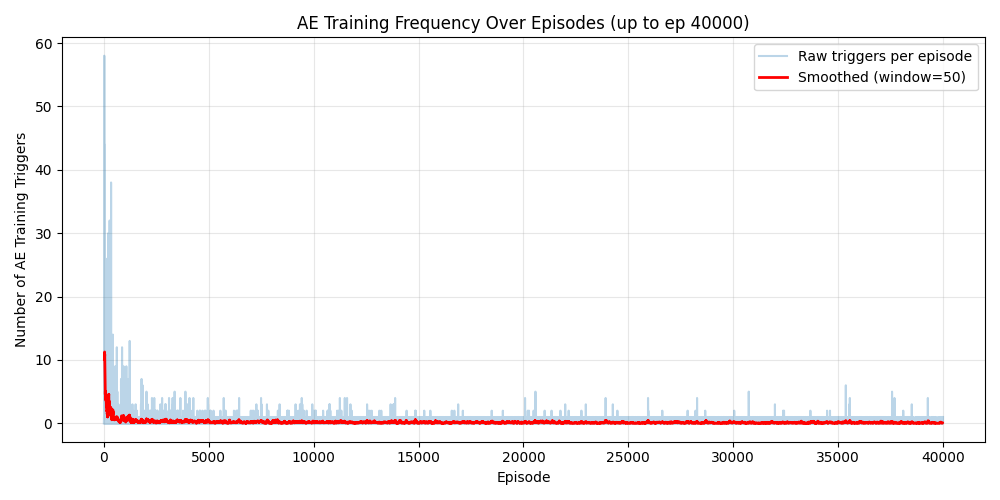 AE Training Frequency Over Episodes (up to ep 40000)
Raw triggers per episode
Smoothed (window=50)
Number of AE Training Triggers
60
50
40
30
20
10
0
0 5000 10000 15000 20000 25000 30000 35000 40000
Episode